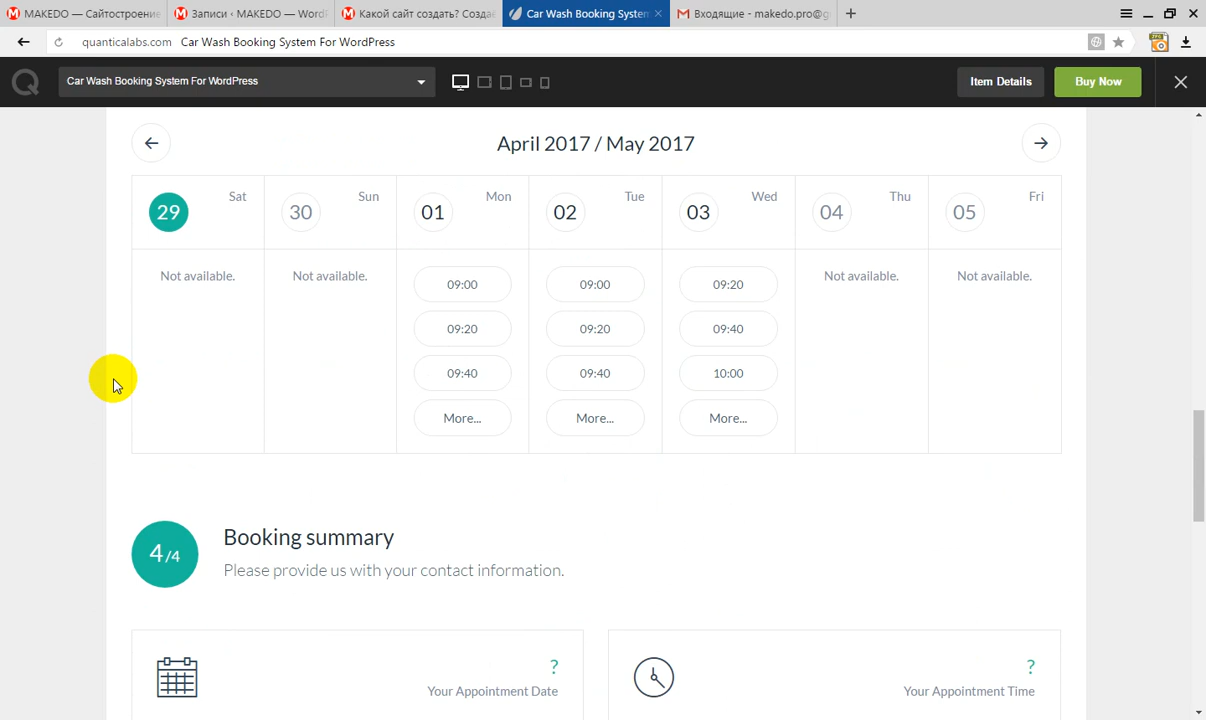 MAKEDO — Сайтостроение
Записи ‹ MAKEDO — Word
Какой сайт создать? Созда
Car Wash Booking System
Входящие - makedo.pro@g
quanticalabs.com Car Wash Booking System For WordPress
Car Wash Booking System For WordPress
Item Details
Buy Now
April 2017 / May 2017
29 Sat
30 Sun
01 Mon
02 Tue
03 Wed
04 Thu
05 Fri
Not available.
Not available.
09:00
09:00
09:20
Not available.
Not available.
09:20
09:20
09:40
09:40
09:40
10:00
More...
More...
More...
4/4
Booking summary
Please provide us with your contact information.
?
Your Appointment Date
?
Your Appointment Time